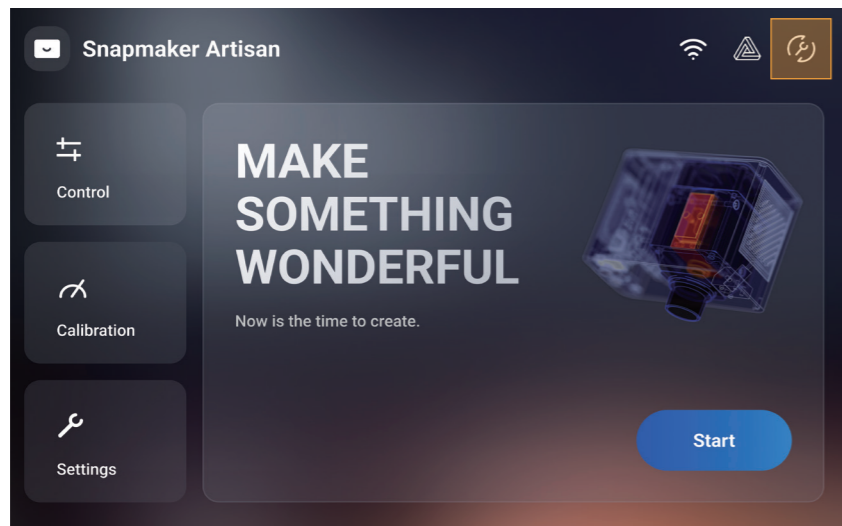 Snapmaker Artisan
Control
MAKE
SOMETHING
WONDERFUL
Now is the time to create.
Calibration
Settings
Start